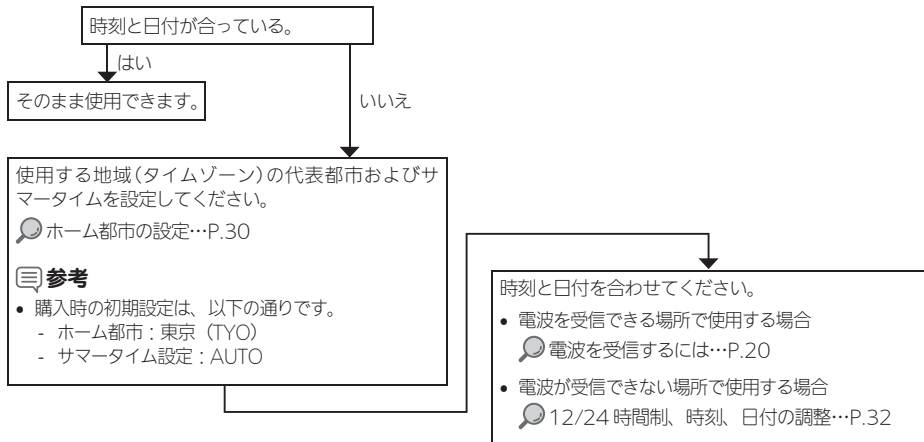 時刻と日付が合っている。
はい
そのまま使用できます。
いいえ
使用する地域(タイムゾーン)の代表都市およびサ
マータイムを設定してください。
ホーム都市の設定…P.30
参考
• 購入時の初期設定は、以下の通りです。
- ホーム都市:東京(TYO)
- サマータイム設定:AUTO
時刻と日付を合わせてください。
• 電波を受信できる場所で使用する場合
電波を受信するには…P.20
• 電波が受信できない場所で使用する場合
12/24 時間制、時刻、日付の調整…P.32